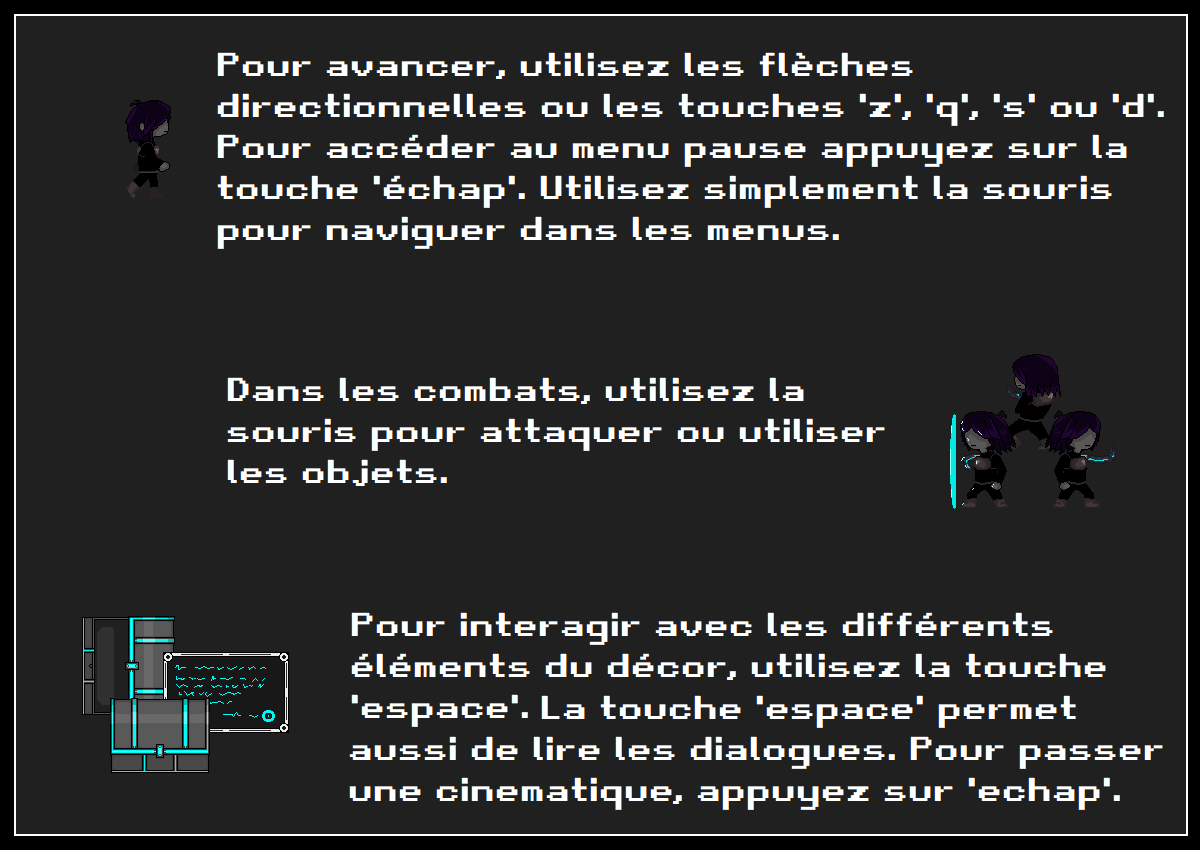 Pour avancer, utilisez les flèches
directionnelles ou les touches 'z', 'q', 's' ou 'd'.
Pour accéder au menu pause appuyez sur la
touche 'échap'. Utilisez simplement la souris
pour naviguer dans les menus.
Dans les combats, utilisez la
souris pour attaquer ou utiliser
les objets.
Pour interagir avec les différents
éléments du décor, utilisez la touche
'espace'. La touche 'espace' permet
aussi de lire les dialogues. Pour passer
une cinematique, appuyez sur 'echap'.